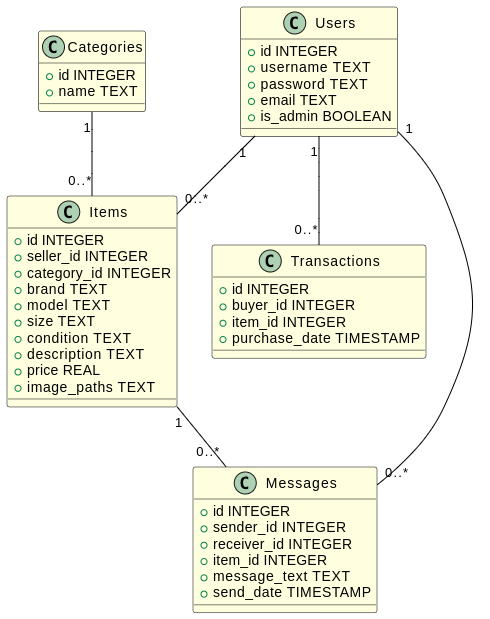 C Categories
id INTEGER
name TEXT
C Users
id INTEGER
username TEXT
password TEXT
email TEXT
is_admin BOOLEAN
1
0..*
1
0..*
1
0..*
1
0..*
C Items
id INTEGER
seller_id INTEGER
category_id INTEGER
brand TEXT
model TEXT
size TEXT
condition TEXT
description TEXT
price REAL
image_paths TEXT
C Transactions
id INTEGER
buyer_id INTEGER
item_id INTEGER
purchase_date TIMESTAMP
1
0..*
C Messages
id INTEGER
sender_id INTEGER
receiver_id INTEGER
item_id INTEGER
message_text TEXT
send_date TIMESTAMP